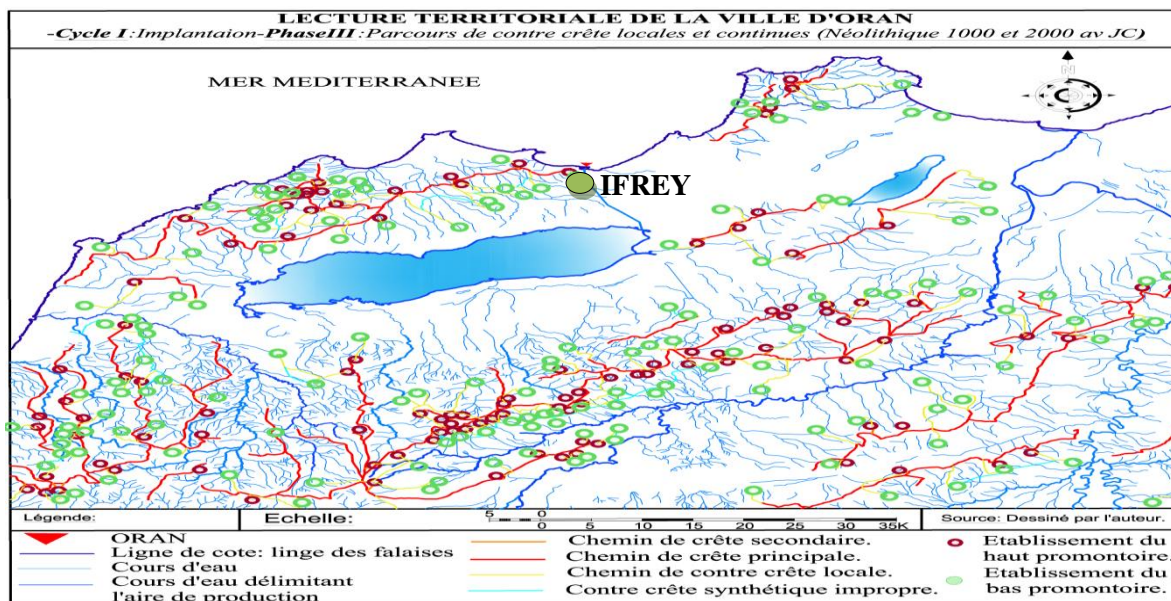 LECTURE TERRITORIALE DE LA VILLE D'ORAN
-Cycle I:Implantaion-PhaseIII:Parcours de contre crête locales et continues (Néolithique 1000 et 2000 av JC)
MER MEDITERRANEE
N
IFREY
Légende:
Echelle:
5 0 5 10 15 20 25 30 35K
Source: Dessiné par l'auteur.
ORAN
Ligne de cote: linge des falaises
Cours d'eau
Cours d'eau délimitant
l'aire de production
Chemin de crête secondaire.
Chemin de crête principale.
Chemin de contre crête locale.
Contre crête synthétique impropre.
Etablissement du
haut promontoire.
Etablissement du
bas promontoire.